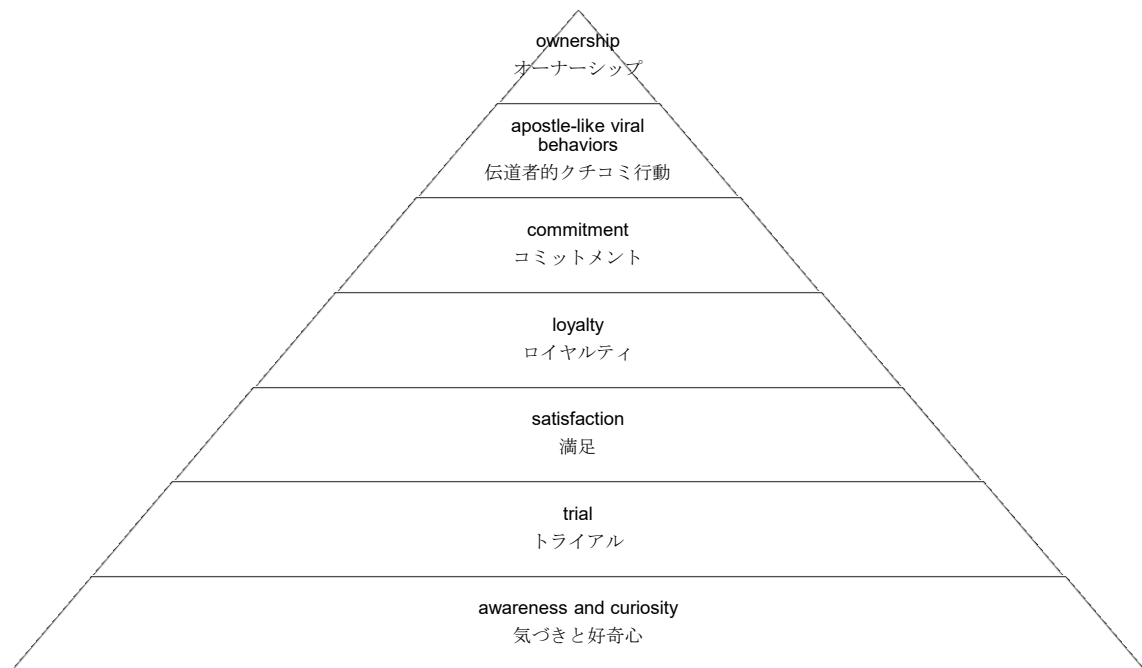 ownership
オーナーシップ
apostle-like viral
behaviors
伝道者的クチコミ行動
commitment
コミットメント
loyalty
ロイヤルティ
satisfaction
満足
trial
トライアル
awareness and curiosity
気づきと好奇心